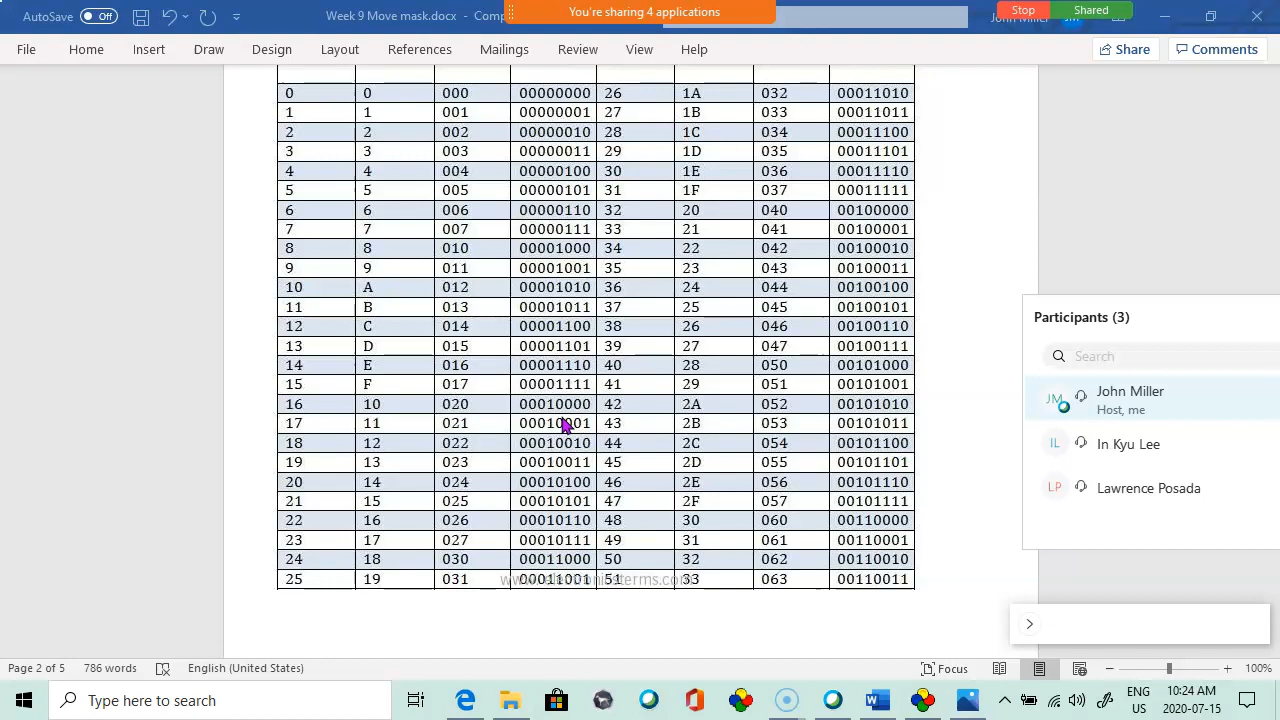 AutoSave Off Week 9 Move mask.docx - Comp
You're sharing 4 applications
Stop Shared
John Miller JM
File Home Insert Draw Design Layout References Mailings Review View Help Share Comments
0 0 000 00000000 26 1A 032 00011010
1 1 001 00000001 27 1B 033 00011011
2 2 002 00000010 28 1C 034 00011100
3 3 003 00000011 29 1D 035 00011101
4 4 004 00000100 30 1E 036 00011110
5 5 005 00000101 31 1F 037 00011111
6 6 006 00000110 32 20 040 00100000
7 7 007 00000111 33 21 041 00100001
8 8 010 00001000 34 22 042 00100010
9 9 011 00001001 35 23 043 00100011
10 A 012 00001010 36 24 044 00100100
11 B 013 00001011 37 25 045 00100101
12 C 014 00001100 38 26 046 00100110
13 D 015 00001101 39 27 047 00100111
14 E 016 00001110 40 28 050 00101000
15 F 017 00001111 41 29 051 00101001
16 10 020 00010000 42 2A 052 00101010
17 11 021 00010001 43 2B 053 00101011
18 12 022 00010010 44 2C 054 00101100
19 13 023 00010011 45 2D 055 00101101
20 14 024 00010100 46 2E 056 00101110
21 15 025 00010101 47 2F 057 00101111
22 16 026 00010110 48 30 060 00110000
23 17 027 00010111 49 31 061 00110001
24 18 030 00011000 50 32 062 00110010
25 19 031 063 00110011
Participants (3)
Search
JM John Miller
Host, me
IL In Kyu Lee
LP Lawrence Posada
Page 2 of 5 786 words English (United States) Focus 100%
Type here to search
ENG
US
10:24 AM
2020-07-15